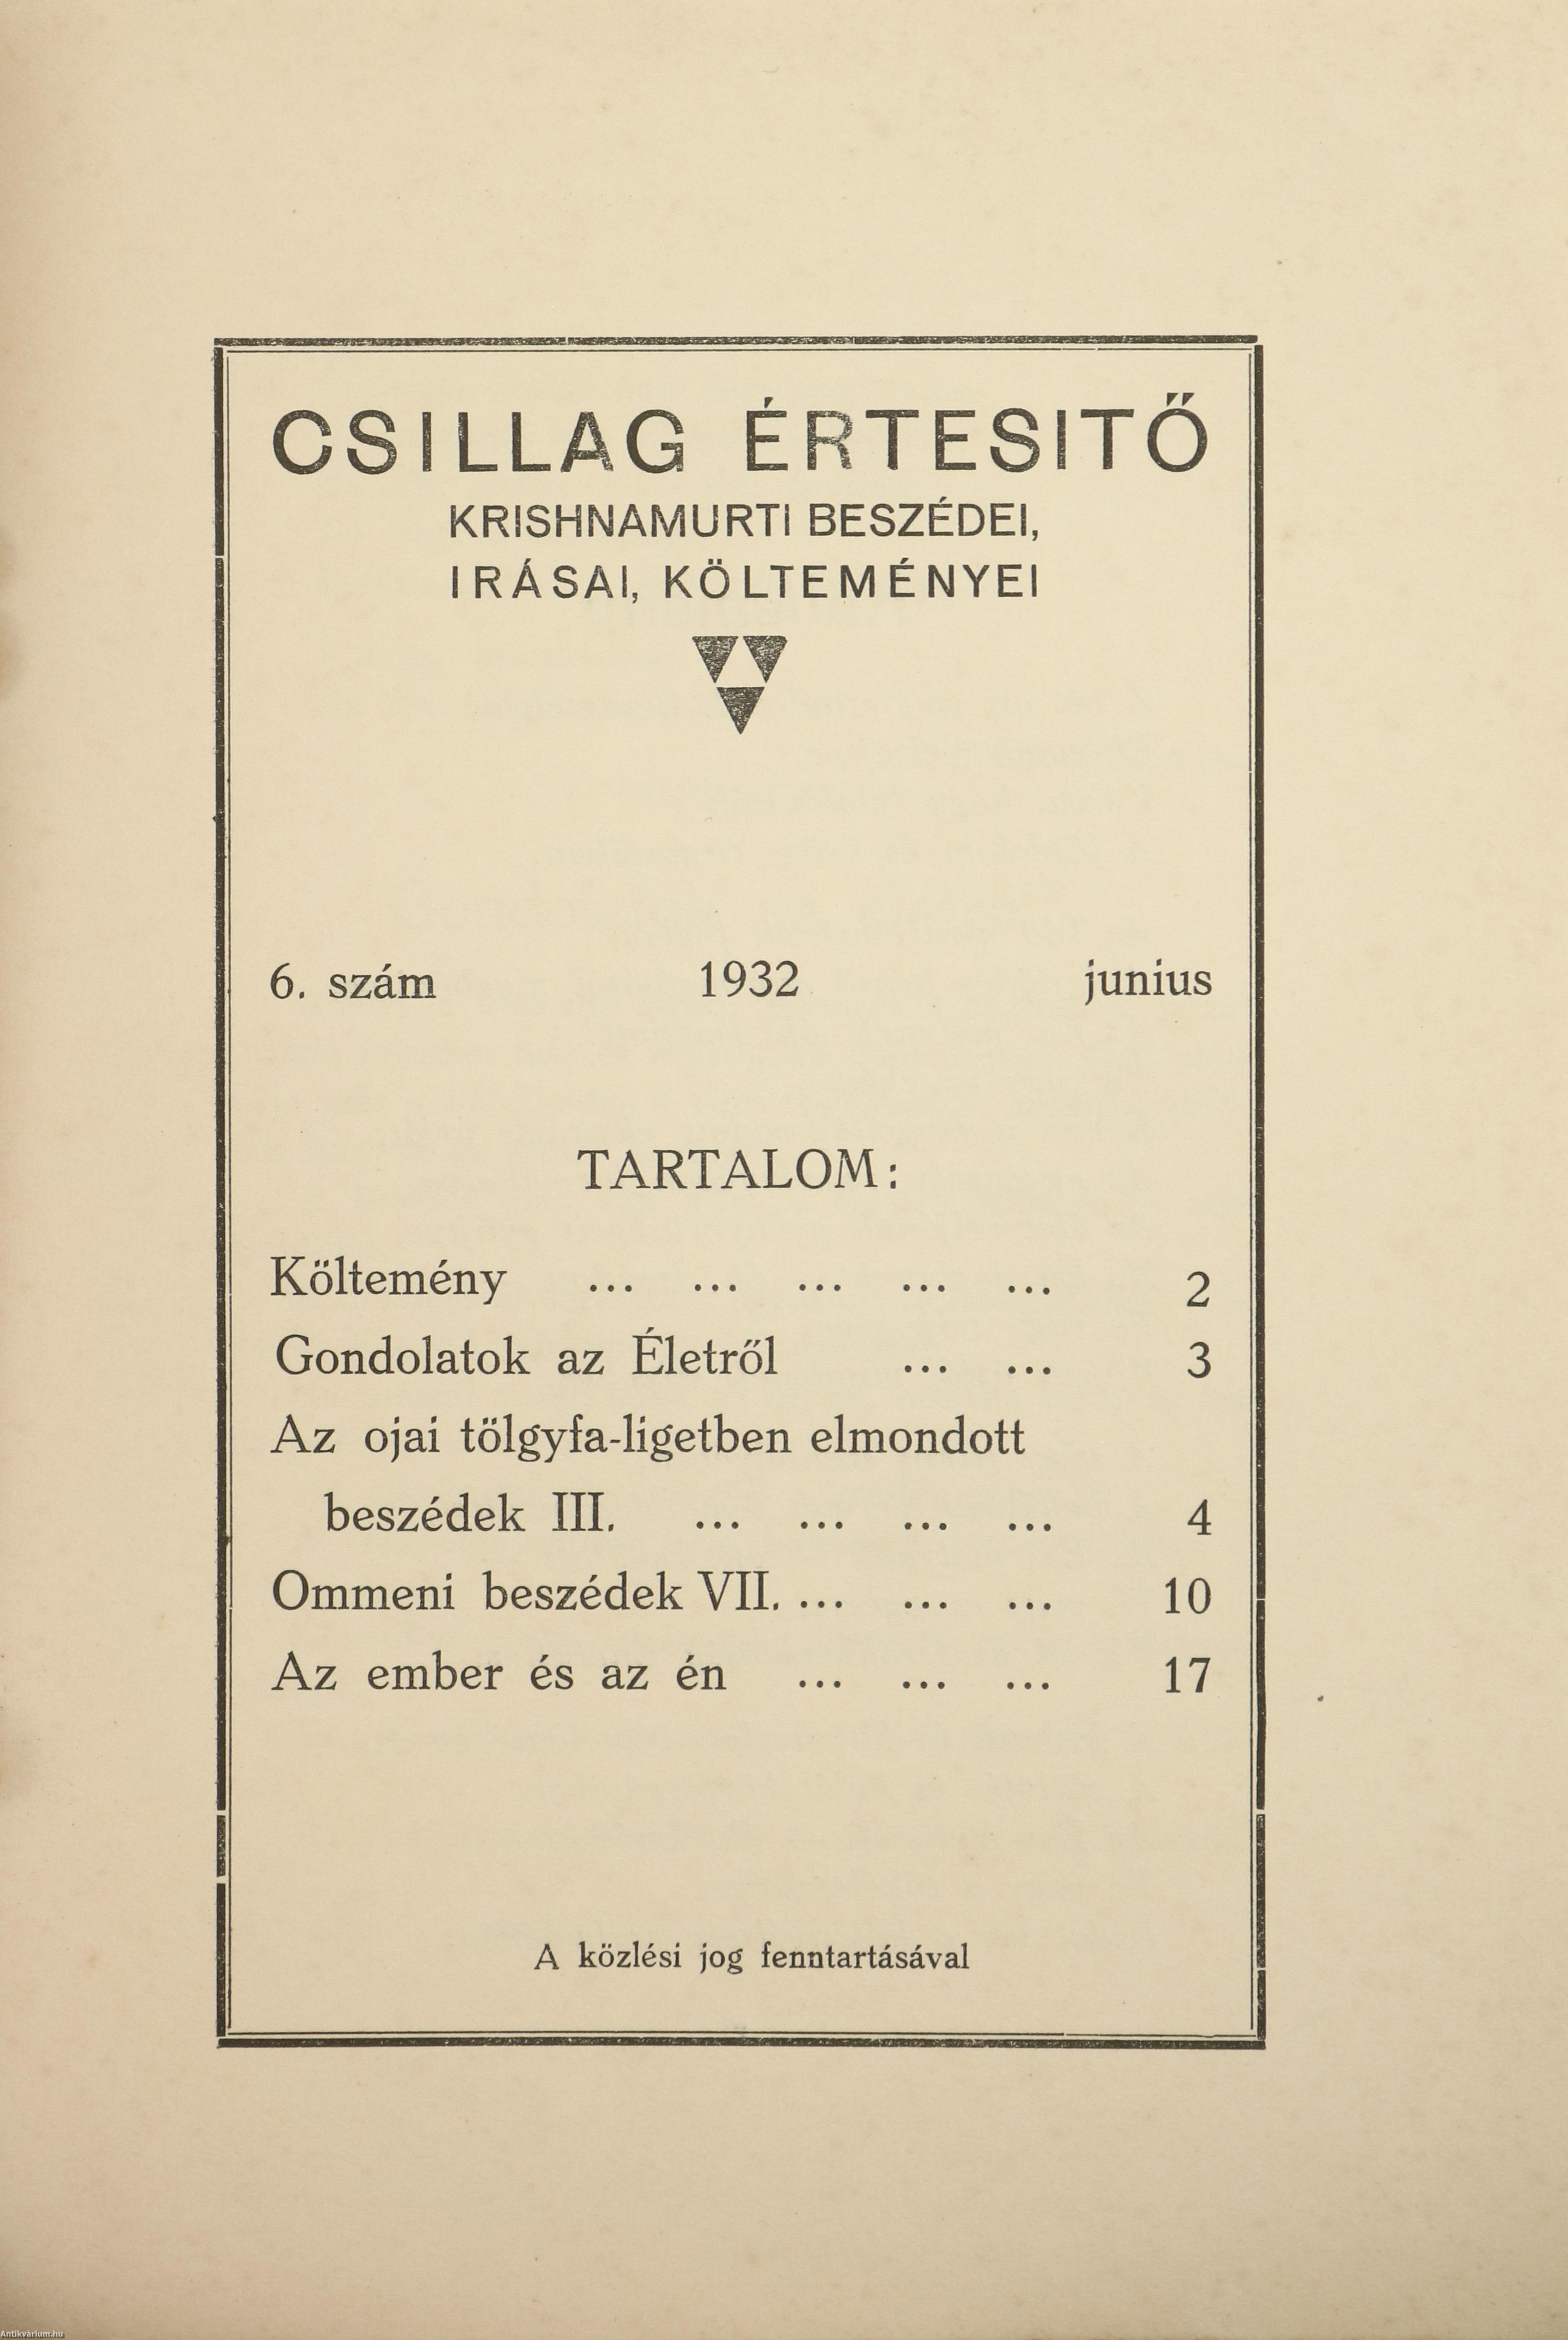 CSILLAG ÉRTESITŐ
KRISHNAMURTI BESZÉDEI,
IRÁSAI, KÖLTEMÉNYEI
6. szám 1932 junius
TARTALOM:
Költemény ... ... ... ... ... 2
Gondolatok az Életről ... ... 3
Az ojai tölgyfa-ligetben elmondott
beszédek III. ... ... ... ... 4
Ommeni beszédek VII. ... ... ... 10
Az ember és az én ... ... ... 17
A közlési jog fenntartásával
Antikvárium.hu